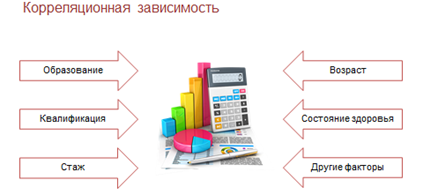 Корреляционная зависимость
Образование
Возраст
Квалификация
Состояние здоровья
Стаж
Другие факторы